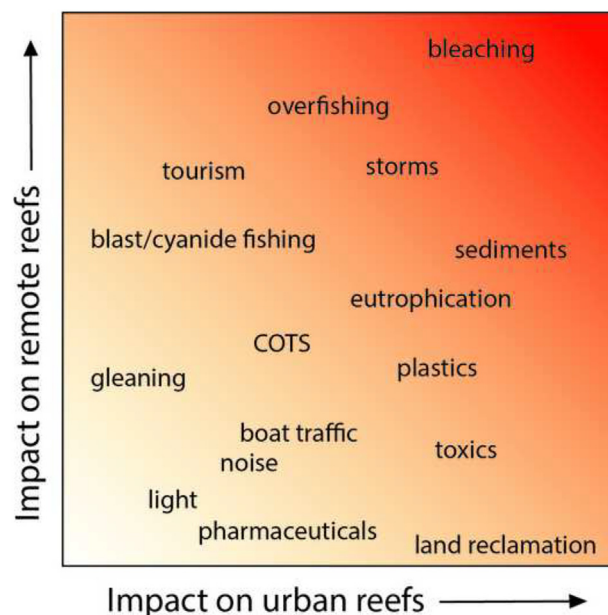 bleaching
overfishing
storms
tourism
blast/cyanide fishing
sediments
eutrophication
COTS
plastics
gleaning
boat traffic
toxics
noise
light
pharmaceuticals
land reclamation
Impact on remote reefs
Impact on urban reefs